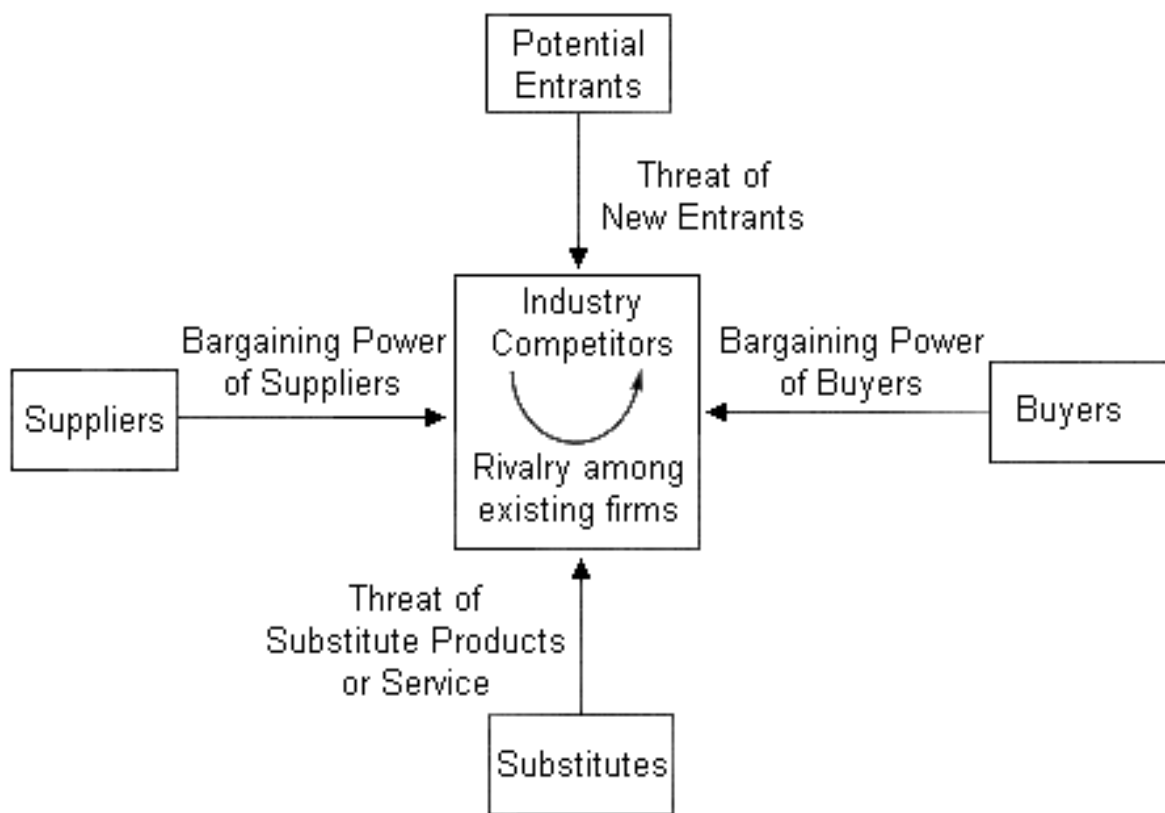 Potential
Entrants
Threat of
New Entrants
Industry
Competitors
Bargaining Power
of Suppliers
Bargaining Power
of Buyers
Suppliers
Buyers
Rivalry among
existing firms
Threat of
Substitute Products
or Service
Substitutes